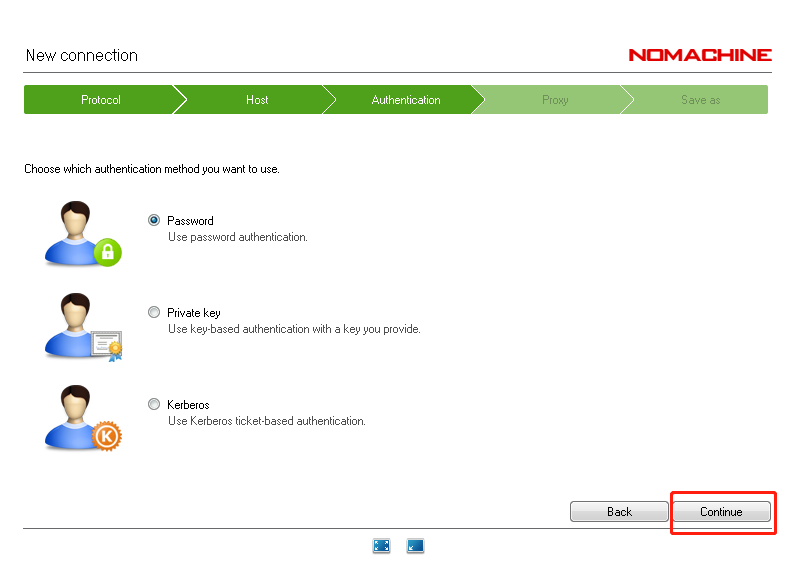 New connection
NOMACHINE
Protocol
Host
Authentication
Proxy
Save as
Choose which authentication method you want to use.
Password
Use password authentication.
Private key
Use key-based authentication with a key you provide.
K
Kerberos
Use Kerberos ticket-based authentication.
Back
Continue